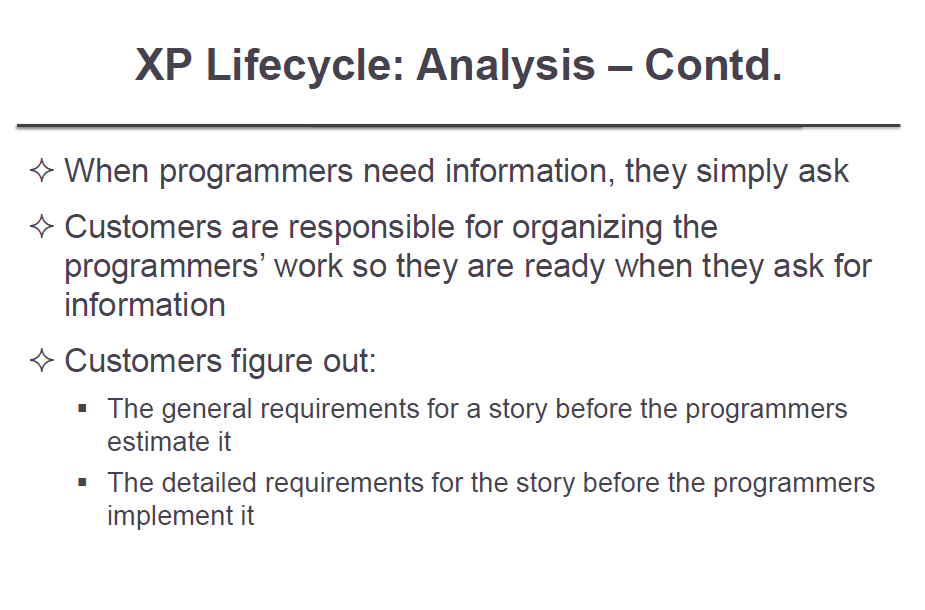 XP Lifecycle: Analysis – Contd.
✧ When programmers need information, they simply ask
✧ Customers are responsible for organizing the
programmers’ work so they are ready when they ask for
information
✧ Customers figure out:
▪ The general requirements for a story before the programmers
estimate it
▪ The detailed requirements for the story before the programmers
implement it